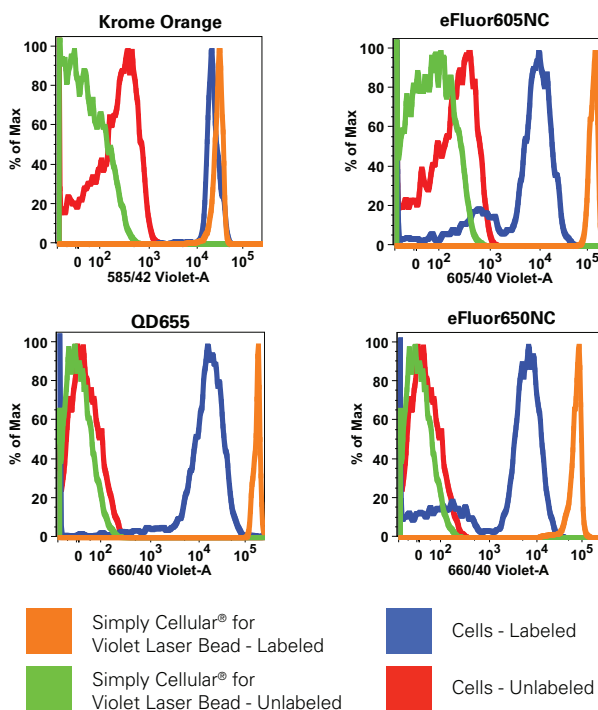 Krome Orange
% of Max
100
80
60
40
20
0
0 10² 10³ 10⁴ 10⁵
585/42 Violet-A
eFluor605NC
% of Max
100
80
60
40
20
0
0 10² 10³ 10⁴ 10⁵
605/40 Violet-A
QD655
% of Max
100
80
60
40
20
0
0 10² 10³ 10⁴ 10⁵
660/40 Violet-A
eFluor650NC
% of Max
100
80
60
40
20
0
0 10² 10³ 10⁴ 10⁵
660/40 Violet-A
Simply Cellular® for
Violet Laser Bead - Labeled
Cells - Labeled
Simply Cellular® for
Violet Laser Bead - Unlabeled
Cells - Unlabeled